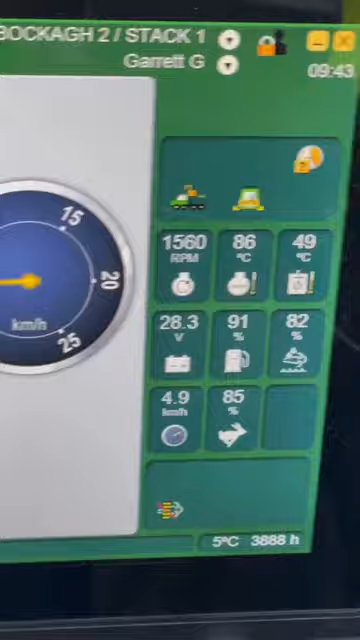 BOCKAGH 2 / STACK 1
Garrett G
09:43
15
20
25
km/h
1560 86 49
RPM °C °C
28.3 91 82
V % %
4.9 85
km/h %
5°C 3888 h